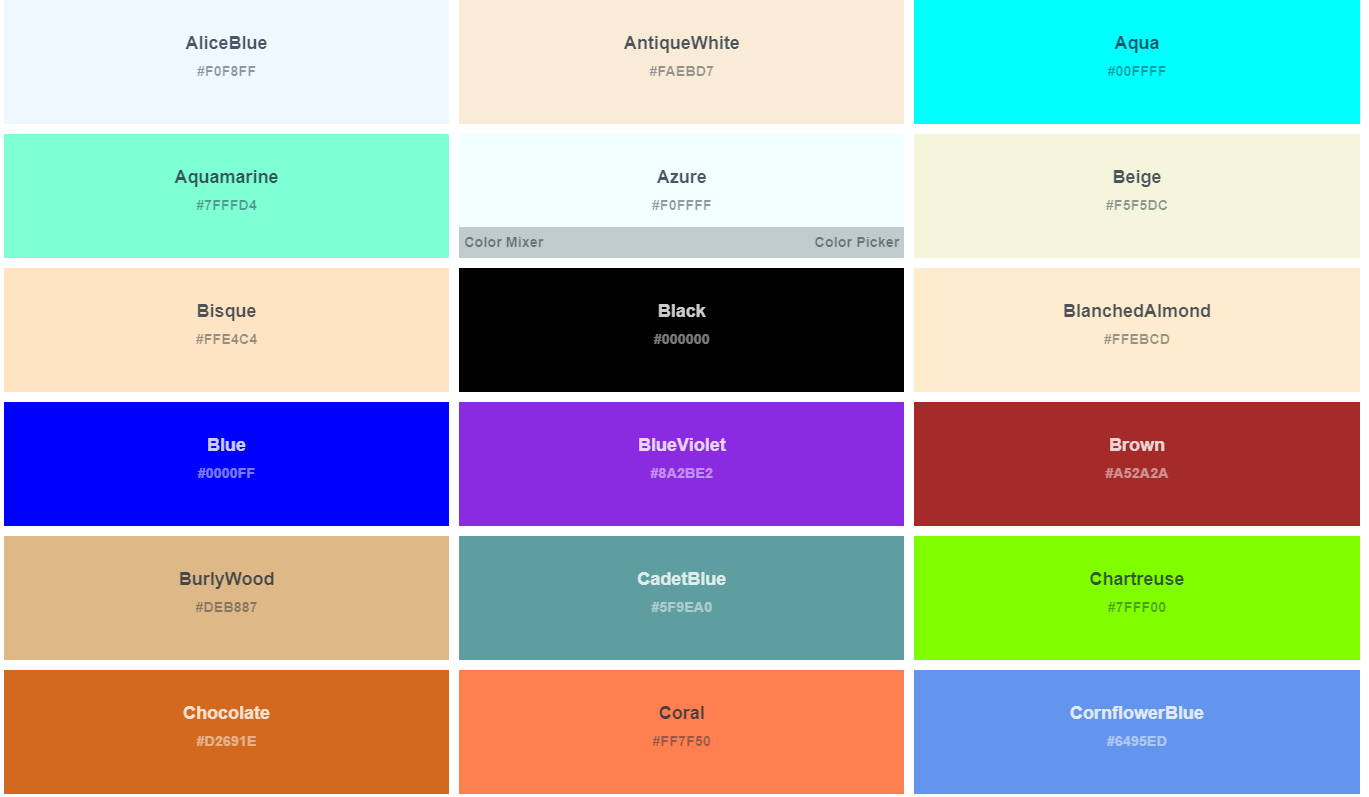 AliceBlue
#F0F8FF
AntiqueWhite
#FAEBD7
Aqua
#00FFFF
Aquamarine
#7FFFD4
Azure
#F0FFFF
Color Mixer
Color Picker
Beige
#F5F5DC
Bisque
#FFE4C4
Black
#000000
BlanchedAlmond
#FFEBCD
Blue
#0000FF
BlueViolet
#8A2BE2
Brown
#A52A2A
BurlyWood
#DEB887
CadetBlue
#5F9EA0
Chartreuse
#7FFF00
Chocolate
#D2691E
Coral
#FF7F50
CornflowerBlue
#6495ED